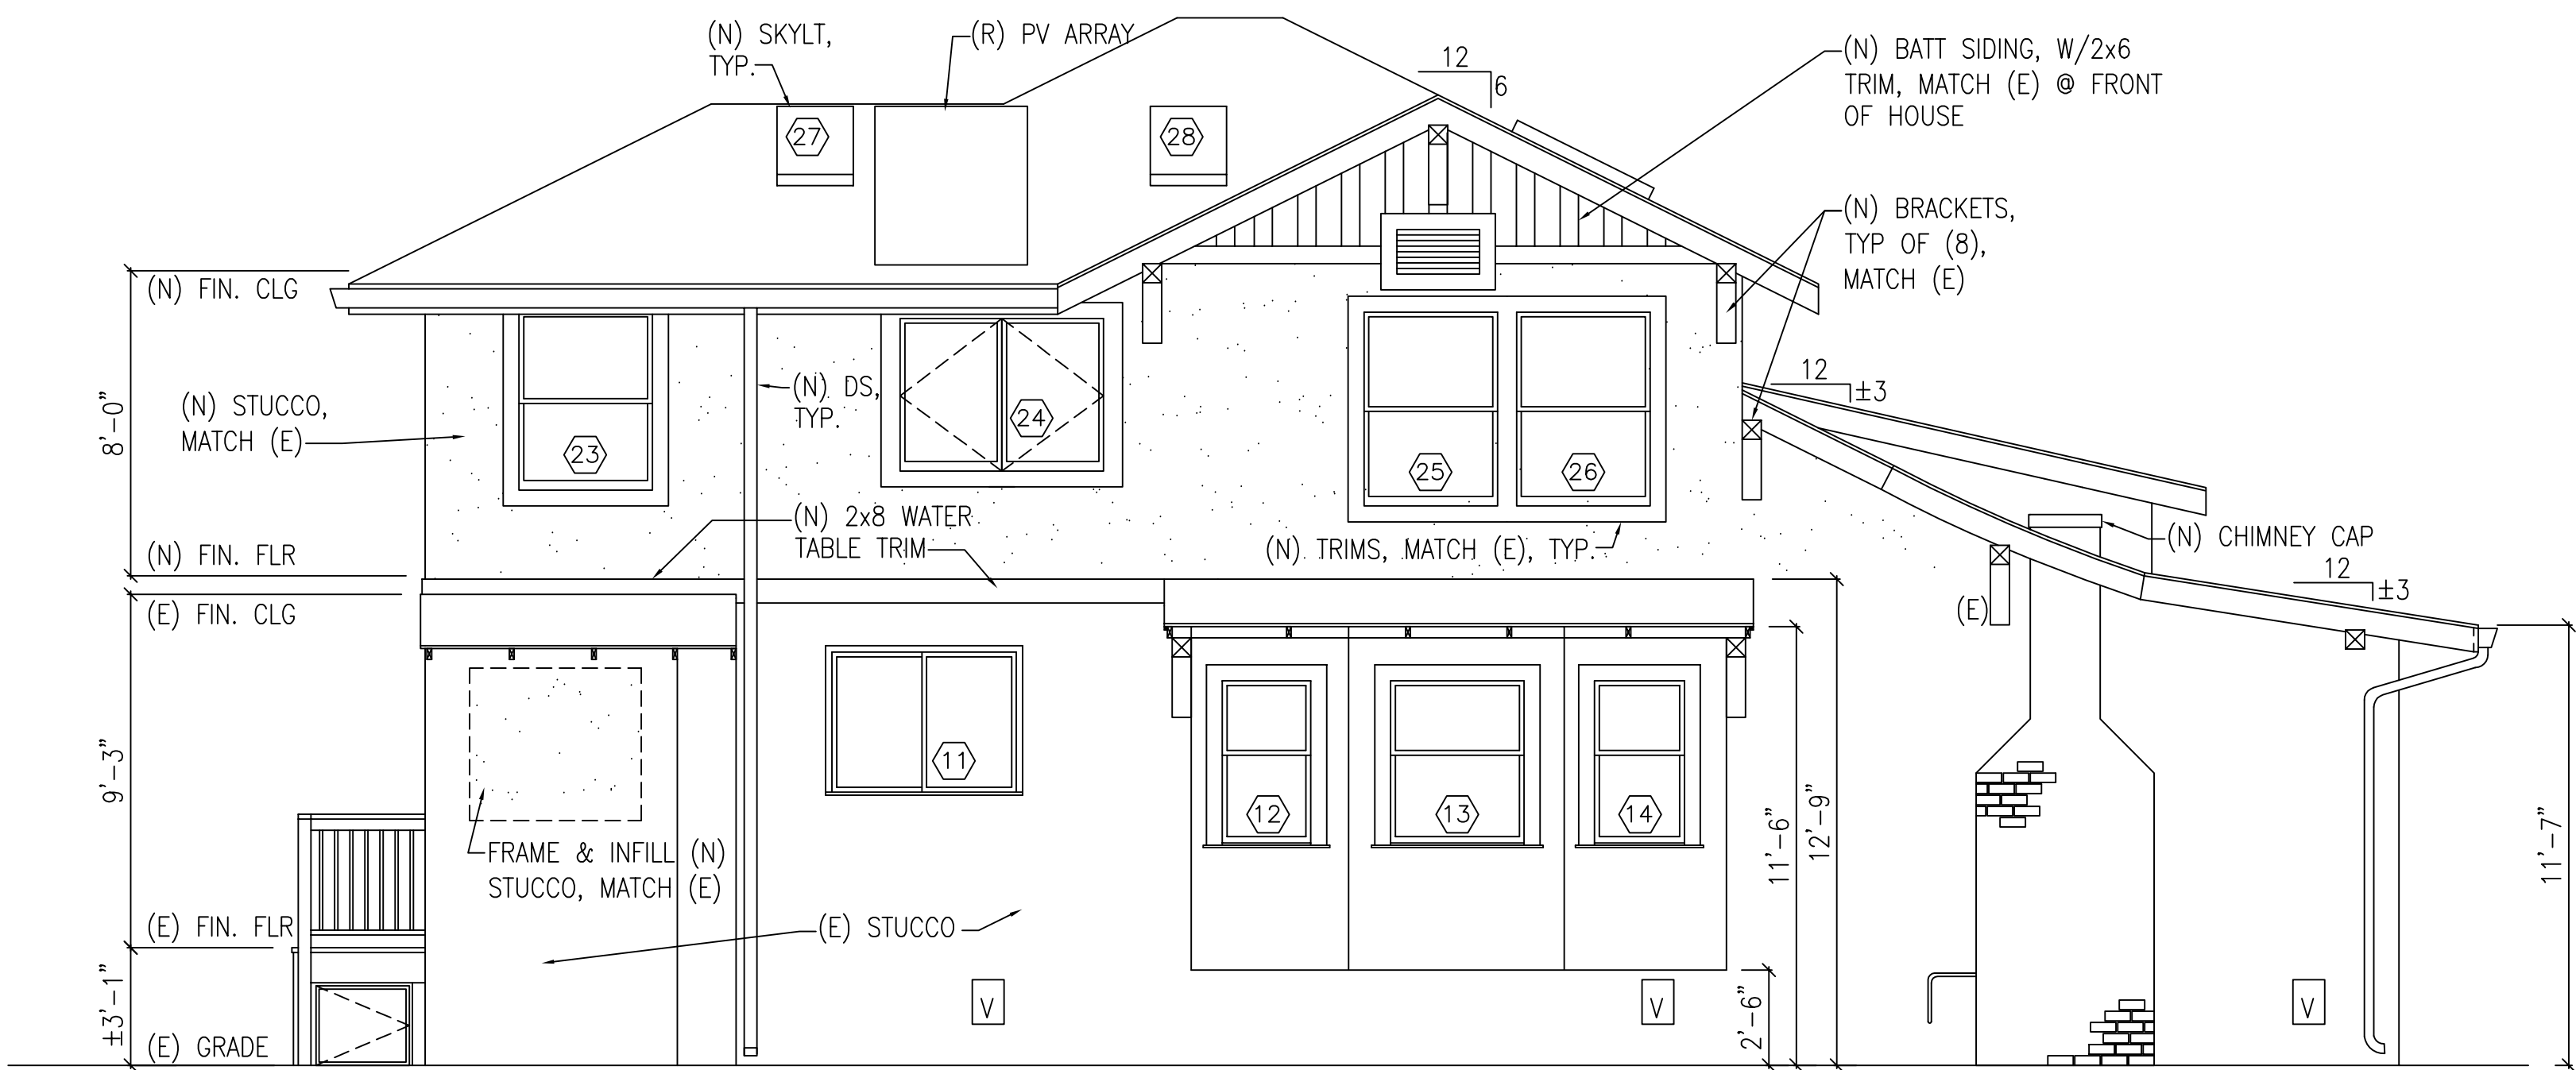 (N) SKYLT,
TYP.
(R) PV ARRAY
12
6
(N) BATT SIDING, W/2x6
TRIM, MATCH (E) @ FRONT
OF HOUSE
27
28
(N) BRACKETS,
TYP OF (8),
MATCH (E)
(N) FIN. CLG
8'-0"
(N) STUCCO,
MATCH (E)
(N) DS,
TYP.
23
24
25
26
12
±3
(N) 2x8 WATER
TABLE TRIM
(N) TRIMS, MATCH (E), TYP.
(N) CHIMNEY CAP
(N) FIN. FLR
12
±3
(E) FIN. CLG
(E)
9'-3"
11
12
13
14
11'-6"
12'-9"
11'-7"
FRAME & INFILL (N)
STUCCO, MATCH (E)
(E) FIN. FLR
(E) STUCCO
±3'-1"
V
V
V
2'-6"
(E) GRADE